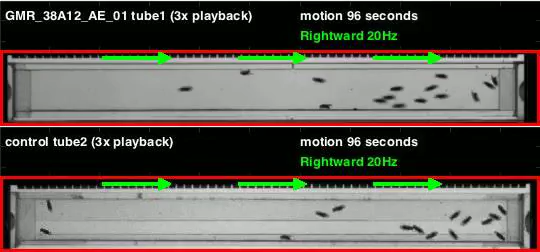 GMR_38A12_AE_01 tube1 (3x playback) motion 96 seconds
Rightward 20Hz
control tube2 (3x playback) motion 96 seconds
Rightward 20Hz